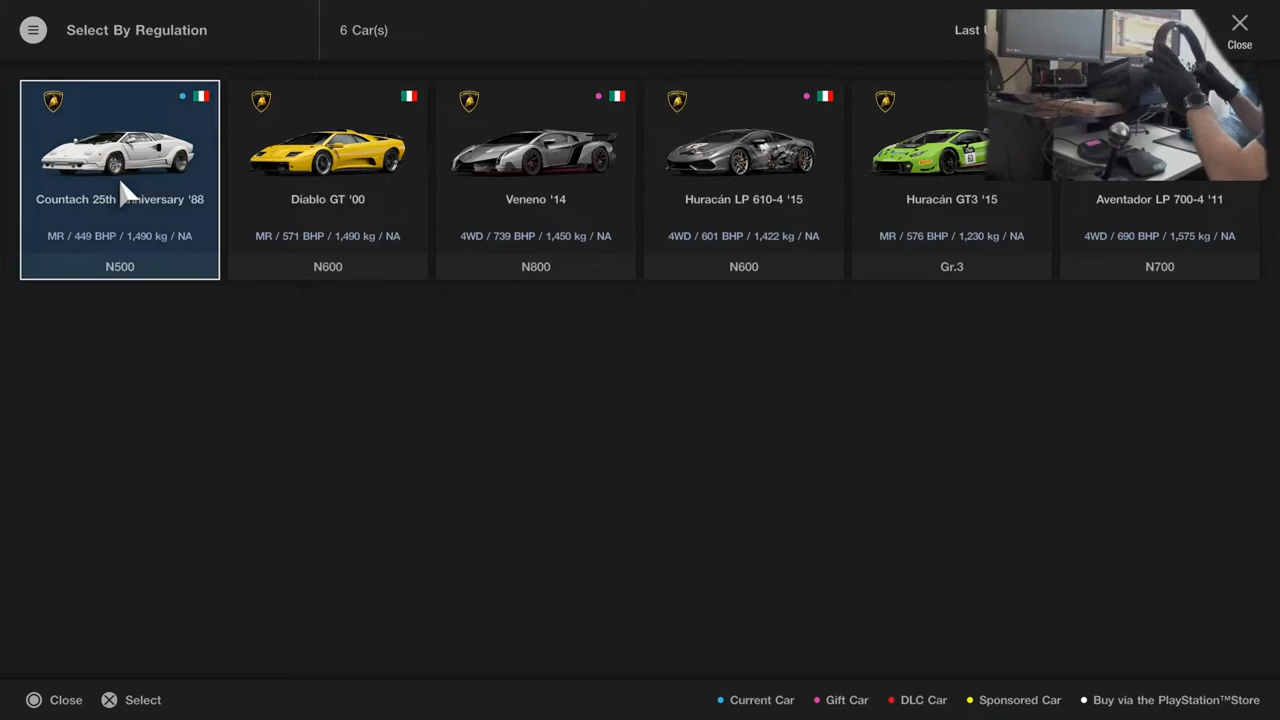 Select By Regulation
6 Car(s)
Last
Close
Countach 25th Anniversary '88
MR / 449 BHP / 1,490 kg / NA
N500
Diablo GT '00
MR / 571 BHP / 1,490 kg / NA
N600
Veneno '14
4WD / 739 BHP / 1,450 kg / NA
N800
Huracán LP 610-4 '15
4WD / 601 BHP / 1,422 kg / NA
N600
Huracán GT3 '15
MR / 576 BHP / 1,230 kg / NA
Gr.3
Aventador LP 700-4 '11
4WD / 690 BHP / 1,575 kg / NA
N700
Close
Select
Current Car
Gift Car
DLC Car
Sponsored Car
Buy via the PlayStation™Store